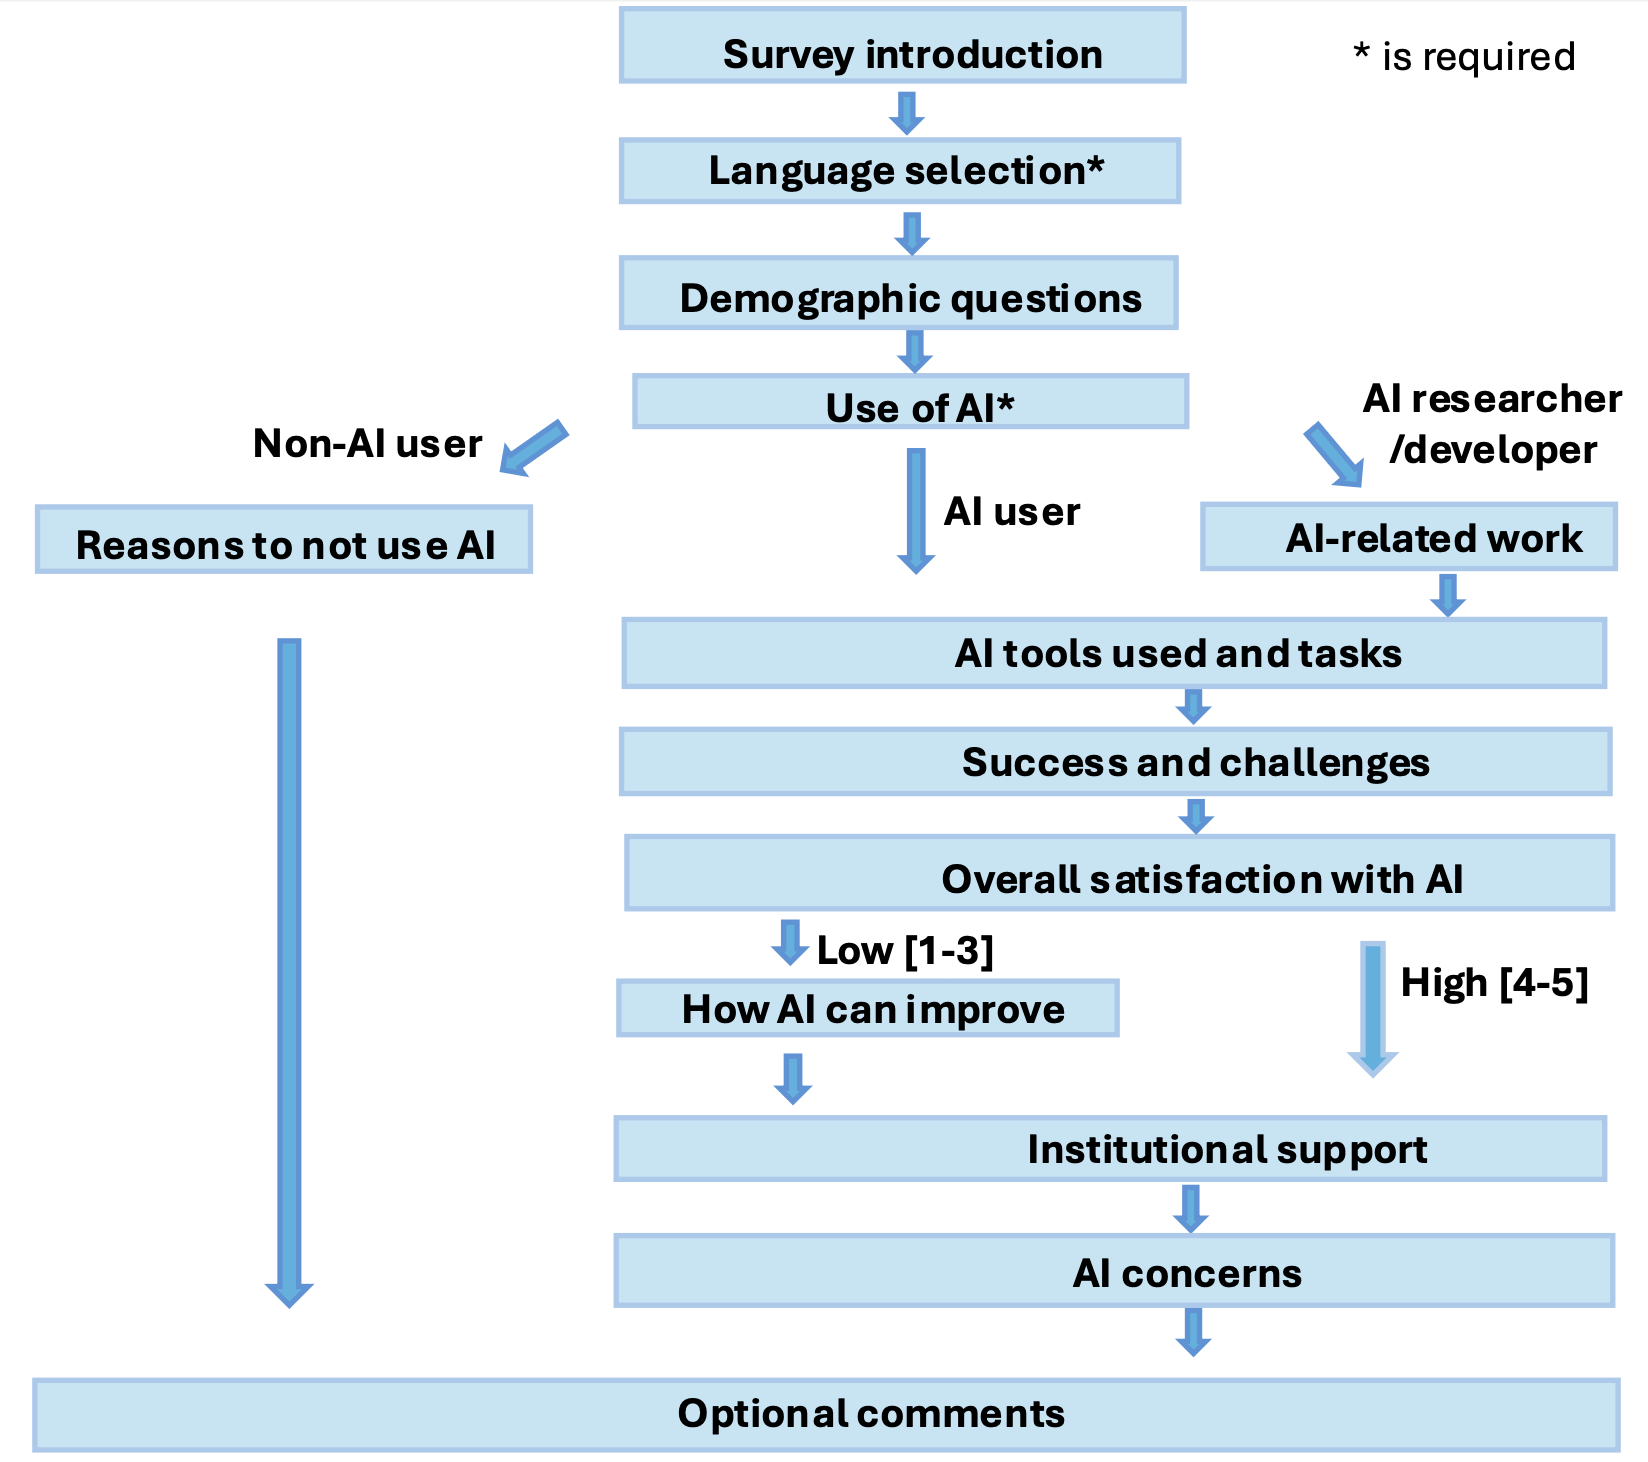 Survey introduction
* is required
Language selection*
Demographic questions
Use of AI*
Non-AI user
AI user
AI researcher
/developer
Reasons to not use AI
AI-related work
AI tools used and tasks
Success and challenges
Overall satisfaction with AI
Low [1-3]
High [4-5]
How AI can improve
Institutional support
AI concerns
Optional comments